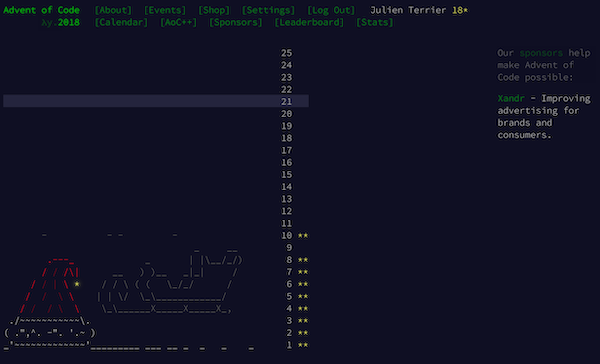 Advent of Code [About] [Events] [Shop] [Settings] [Log Out] Julien Terrier 18*
λy.2018 [Calendar] [AoC++] [Sponsors] [Leaderboard] [Stats]
Our sponsors help
make Advent of
Code possible:
Xandr - Improving
advertising for
brands and
consumers.
25
24
23
22
21
20
19
18
17
16
15
14
13
12
11
10 **
9
8 **
7 **
6 **
5 **
4 **
3 **
2 **
1 **